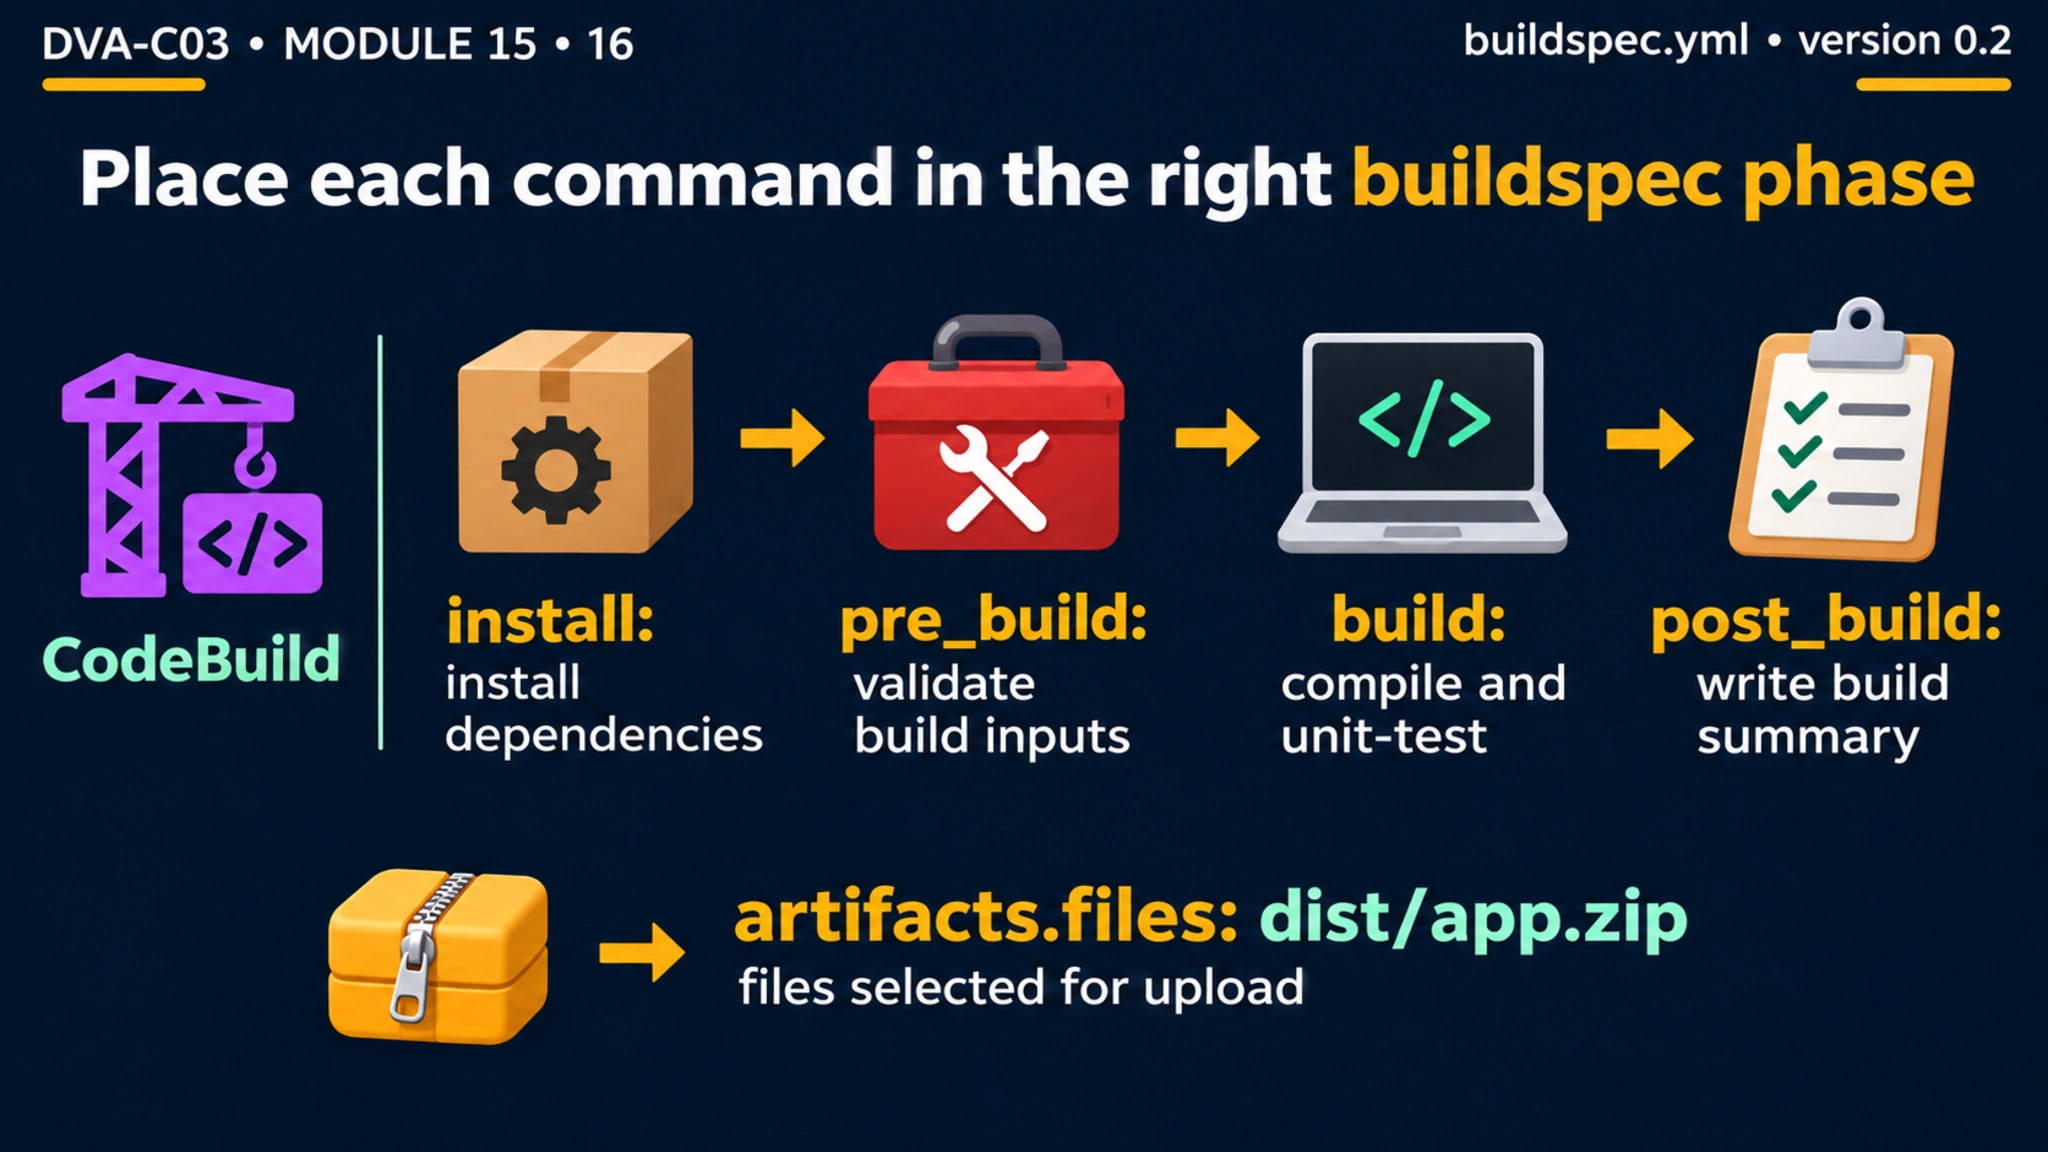 DVA-C03 • MODULE 15 • 16
buildspec.yml • version 0.2
Place each command in the right buildspec phase
</>
</>
CodeBuild
install:
install
dependencies
pre_build:
validate
build inputs
build:
compile and
unit-test
post_build:
write build
summary
artifacts.files: dist/app.zip
files selected for upload